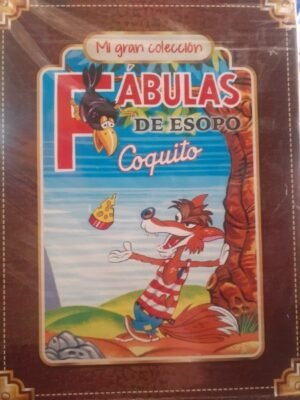 Mi gran colección
FÁBULAS
DE ESOPO
Coquito